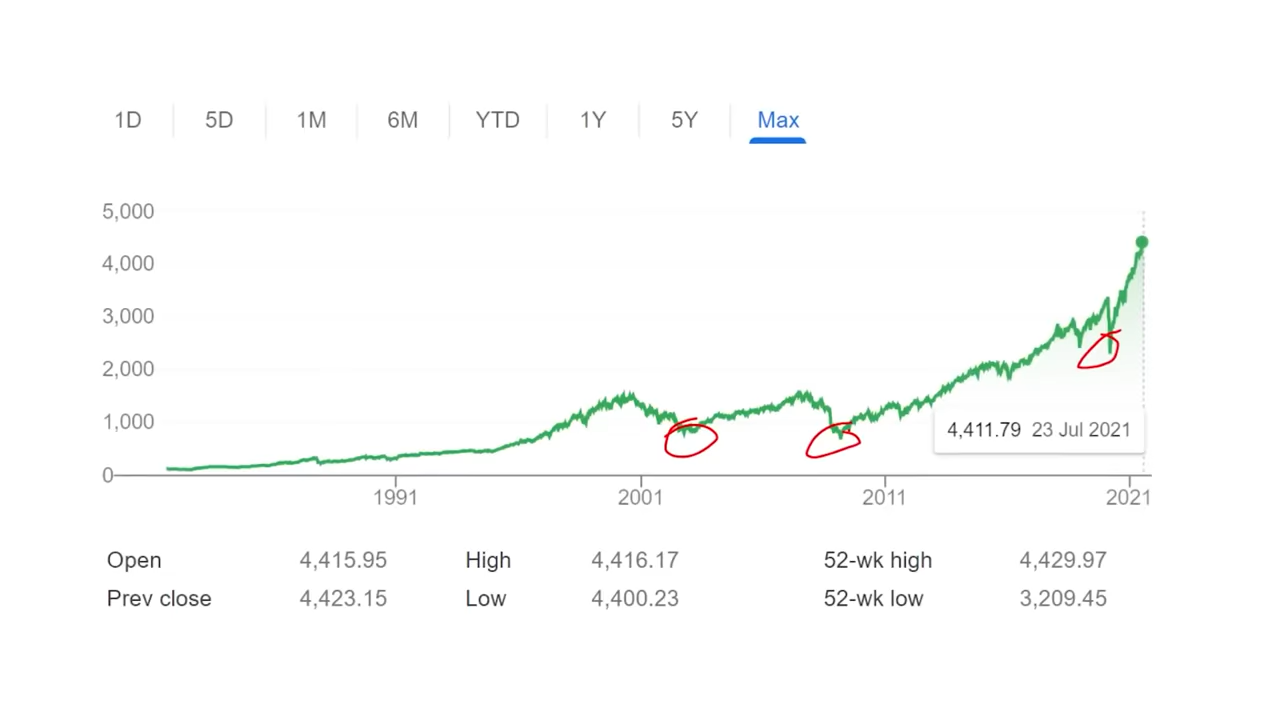 1D 5D 1M 6M YTD 1Y 5Y Max
5,000
4,000
3,000
2,000
1,000
0
4,411.79 23 Jul 2021
1991 2001 2011 2021
Open 4,415.95 High 4,416.17 52-wk high 4,429.97
Prev close 4,423.15 Low 4,400.23 52-wk low 3,209.45